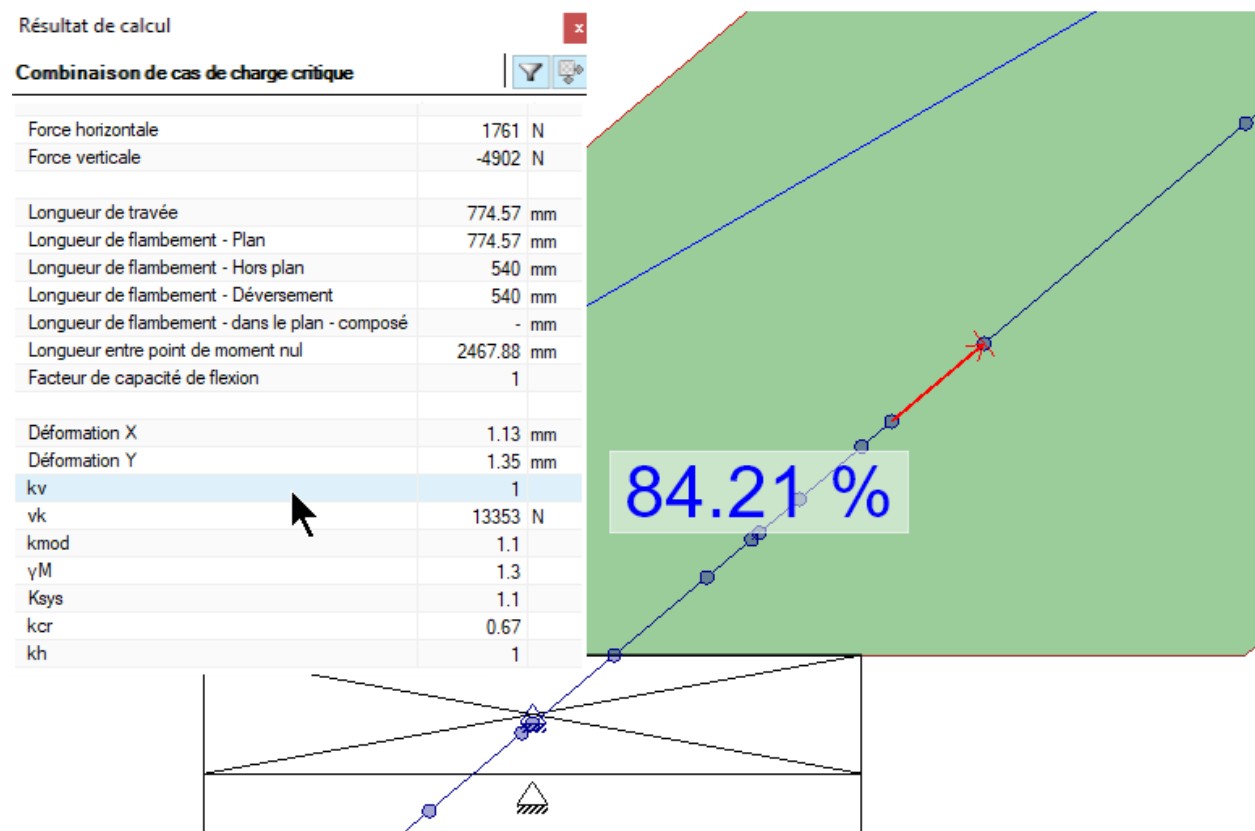 Résultat de calcul
x
Combinaison de cas de charge critique
Force horizontale 1761 N
Force verticale -4902 N
Longueur de travée 774.57 mm
Longueur de flambement - Plan 774.57 mm
Longueur de flambement - Hors plan 540 mm
Longueur de flambement - Déversement 540 mm
Longueur de flambement - dans le plan - composé - mm
Longueur entre point de moment nul 2467.88 mm
Facteur de capacité de flexion 1
Déformation X 1.13 mm
Déformation Y 1.35 mm
kv 1
vk 13353 N
kmod 1.1
γM 1.3
Ksys 1.1
kcr 0.67
kh 1
84.21 %